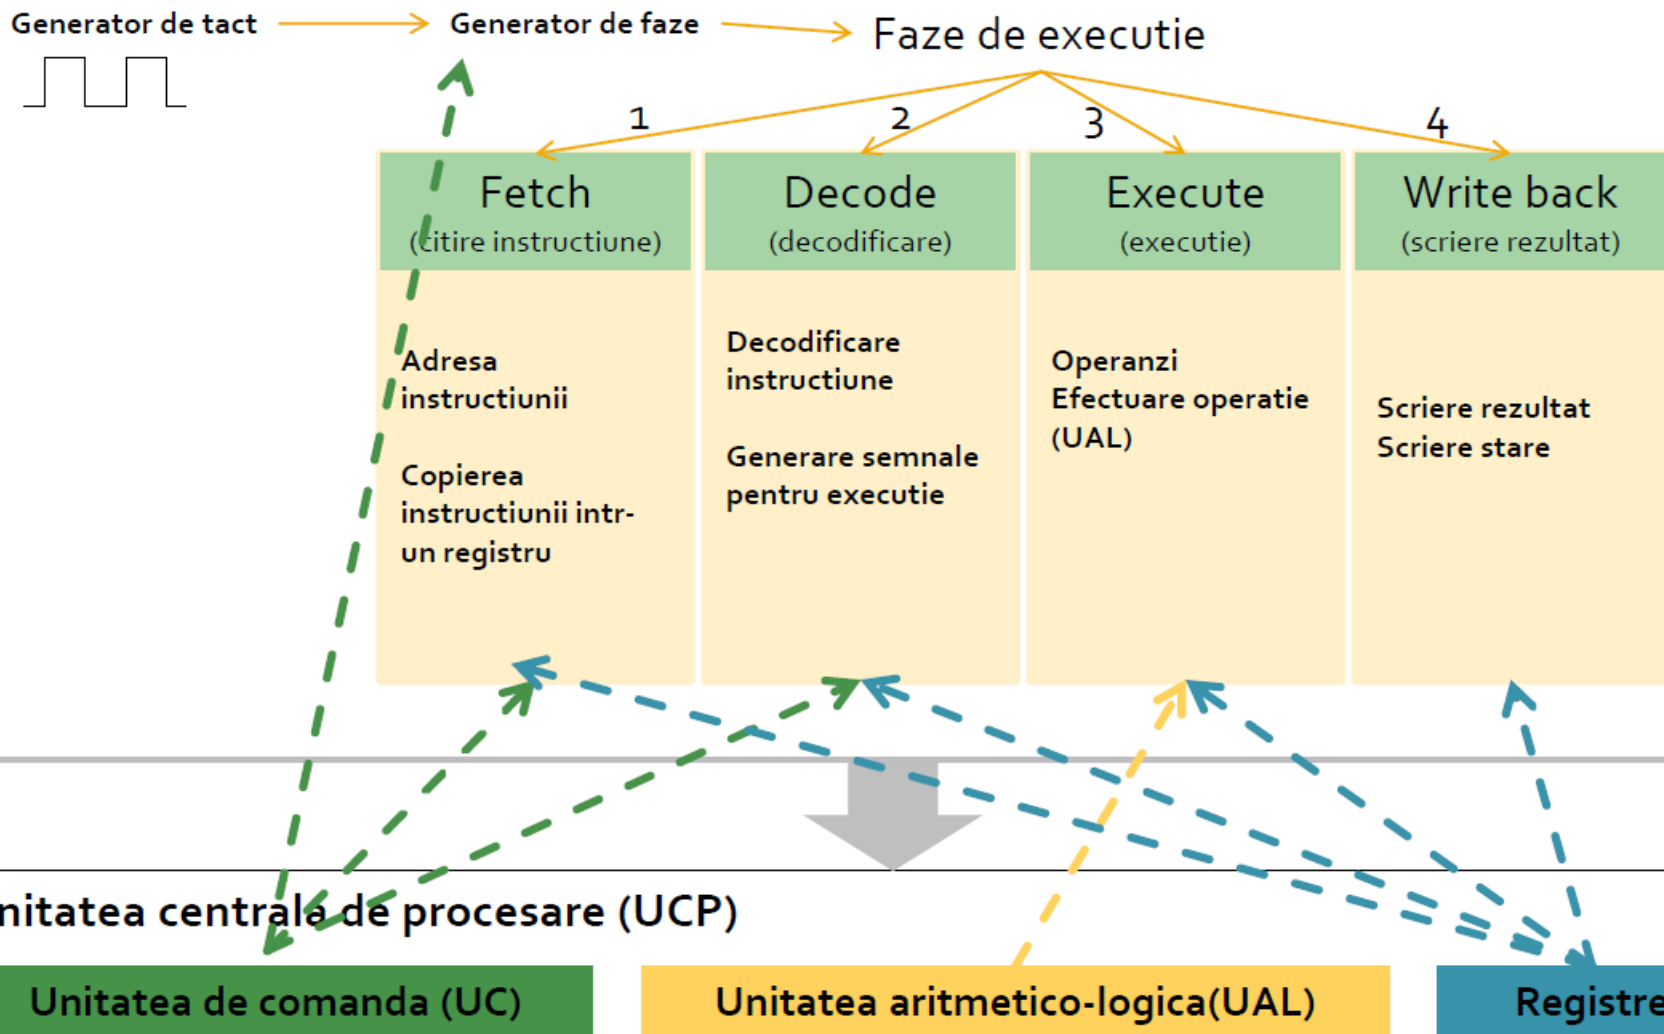 Generator de tact
Generator de faze
Faze de executie
1
2
3
4
Fetch
(citire instructiune)
Decode
(decodificare)
Execute
(executie)
Write back
(scriere rezultat)
Adresa
instructiunii
Copierea
instructiunii intr-
un registru
Decodificare
instructiune
Generare semnale
pentru executie
Operanzi
Efectuare operatie
(UAL)
Scriere rezultat
Scriere stare
nitatea centrala de procesare (UCP)
Unitatea de comanda (UC)
Unitatea aritmetico-logica(UAL)
Registre